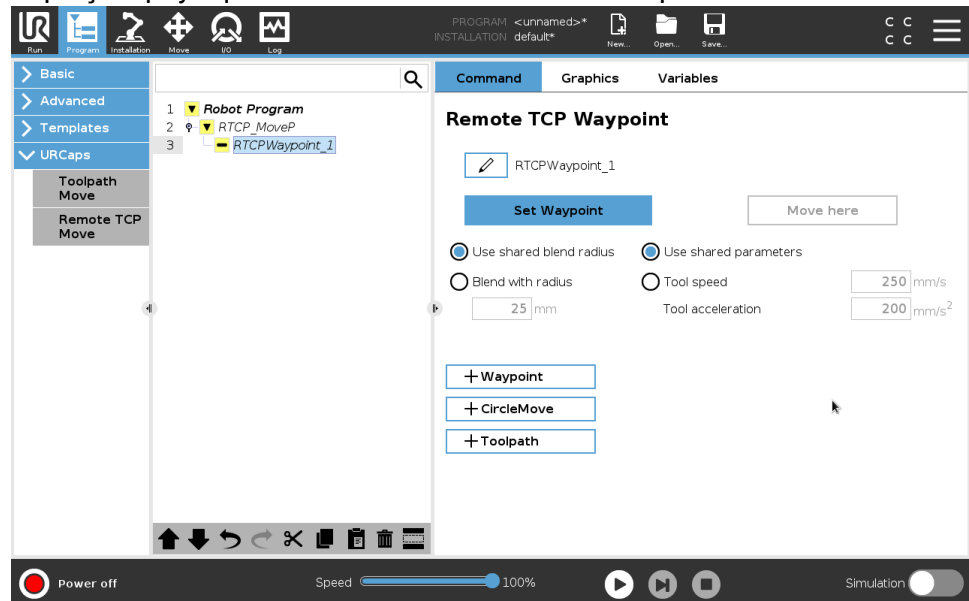 PROGRAM <unnamed>*
INSTALLATION default*
Run
Program
Installation
Move
I/O
Log
New...
Open...
Save...
C C
C C
Basic
Advanced
Templates
URCaps
Toolpath
Move
Remote TCP
Move
1 Robot Program
2 RTCP_MoveP
3 RTCPWaypoint_1
Command Graphics Variables
Remote TCP Waypoint
RTCPWaypoint_1
Set Waypoint Move here
Use shared blend radius Use shared parameters
Blend with radius Tool speed 250 mm/s
25 mm Tool acceleration 200 mm/s²
+Waypoint
+CircleMove
+Toolpath
Power off Speed 100% Simulation